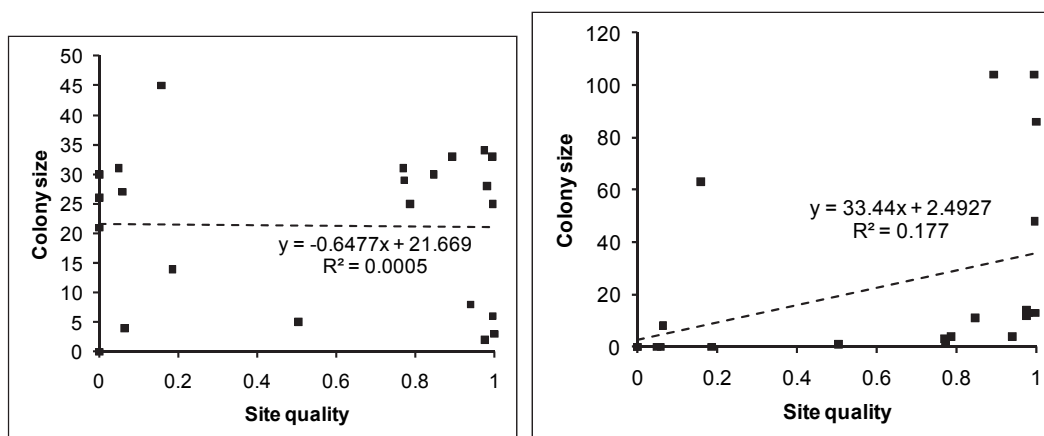 50
45
40
35
30
25
20
15
10
5
0
Colony size
y = -0.6477x + 21.669
R² = 0.0005
0 0.2 0.4 0.6 0.8 1
Site quality
120
100
80
60
40
20
0
Colony size
y = 33.44x + 2.4927
R² = 0.177
0 0.2 0.4 0.6 0.8 1
Site quality